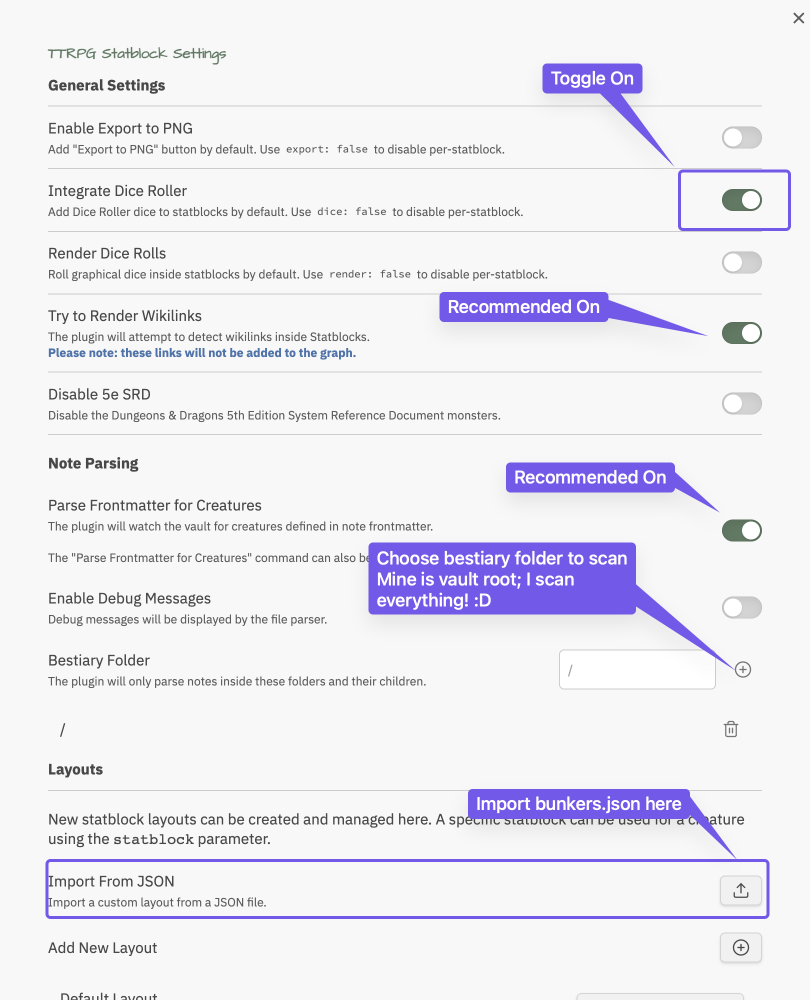 TTRPG Statblock Settings
General Settings
Toggle On
Enable Export to PNG
Add "Export to PNG" button by default. Use export: false to disable per-statblock.
Integrate Dice Roller
Add Dice Roller dice to statblocks by default. Use dice: false to disable per-statblock.
Render Dice Rolls
Roll graphical dice inside statblocks by default. Use render: false to disable per-statblock.
Recommended On
Try to Render Wikilinks
The plugin will attempt to detect wikilinks inside Statblocks.
Please note: these links will not be added to the graph.
Disable 5e SRD
Disable the Dungeons & Dragons 5th Edition System Reference Document monsters.
Note Parsing
Recommended On
Parse Frontmatter for Creatures
The plugin will watch the vault for creatures defined in note frontmatter.
The "Parse Frontmatter for Creatures" command can also be
Choose bestiary folder to scan
Mine is vault root; I scan
everything! :D
Enable Debug Messages
Debug messages will be displayed by the file parser.
Bestiary Folder
The plugin will only parse notes inside these folders and their children.
/
/
Layouts
Import bunkers.json here
New statblock layouts can be created and managed here. A specific statblock can be used for a creature
using the statblock parameter.
Import From JSON
Import a custom layout from a JSON file.
Add New Layout
Default Layout